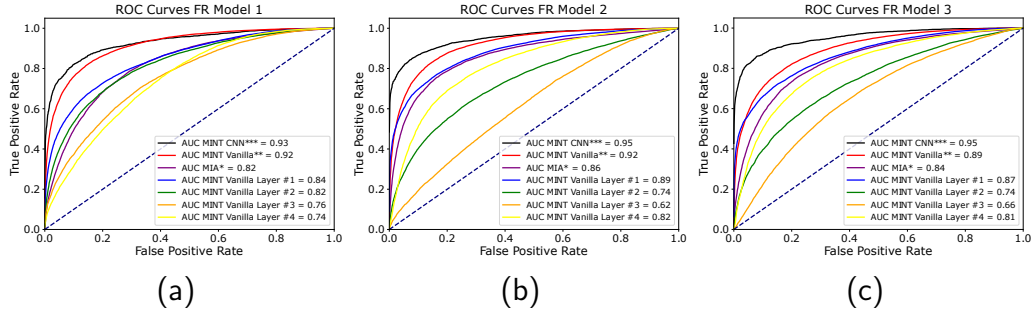 ROC Curves FR Model 1
True Positive Rate
1.0
0.8
0.6
0.4
0.2
0.0
AUC MINT CNN*** = 0.93
AUC MINT Vanilla** = 0.92
AUC MIA* = 0.82
AUC MINT Vanilla Layer #1 = 0.84
AUC MINT Vanilla Layer #2 = 0.82
AUC MINT Vanilla Layer #3 = 0.76
AUC MINT Vanilla Layer #4 = 0.74
0.0 0.2 0.4 0.6 0.8 1.0
False Positive Rate
(a)
ROC Curves FR Model 2
True Positive Rate
1.0
0.8
0.6
0.4
0.2
0.0
AUC MINT CNN*** = 0.95
AUC MINT Vanilla** = 0.92
AUC MIA* = 0.86
AUC MINT Vanilla Layer #1 = 0.89
AUC MINT Vanilla Layer #2 = 0.74
AUC MINT Vanilla Layer #3 = 0.62
AUC MINT Vanilla Layer #4 = 0.82
0.0 0.2 0.4 0.6 0.8 1.0
False Positive Rate
(b)
ROC Curves FR Model 3
True Positive Rate
1.0
0.8
0.6
0.4
0.2
0.0
AUC MINT CNN*** = 0.95
AUC MINT Vanilla** = 0.89
AUC MIA* = 0.84
AUC MINT Vanilla Layer #1 = 0.87
AUC MINT Vanilla Layer #2 = 0.74
AUC MINT Vanilla Layer #3 = 0.66
AUC MINT Vanilla Layer #4 = 0.81
0.0 0.2 0.4 0.6 0.8 1.0
False Positive Rate
(c)